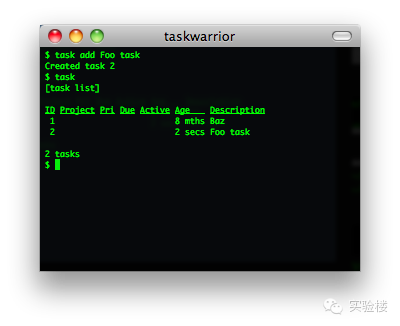 taskwarrior
$ task add Foo task
Created task 2
$ task
[task list]
ID Project Pri Due Active Age Description
1 8 mths Baz
2 2 secs Foo task
2 tasks
$
实验楼